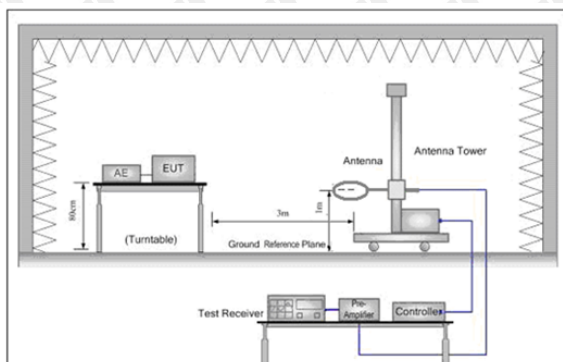 Antenna Tower
Antenna
AE
EUT
80cm
(Turntable)
3m
1m
Ground Reference Plane
Test Receiver
Pre-
Amplifier
Controller